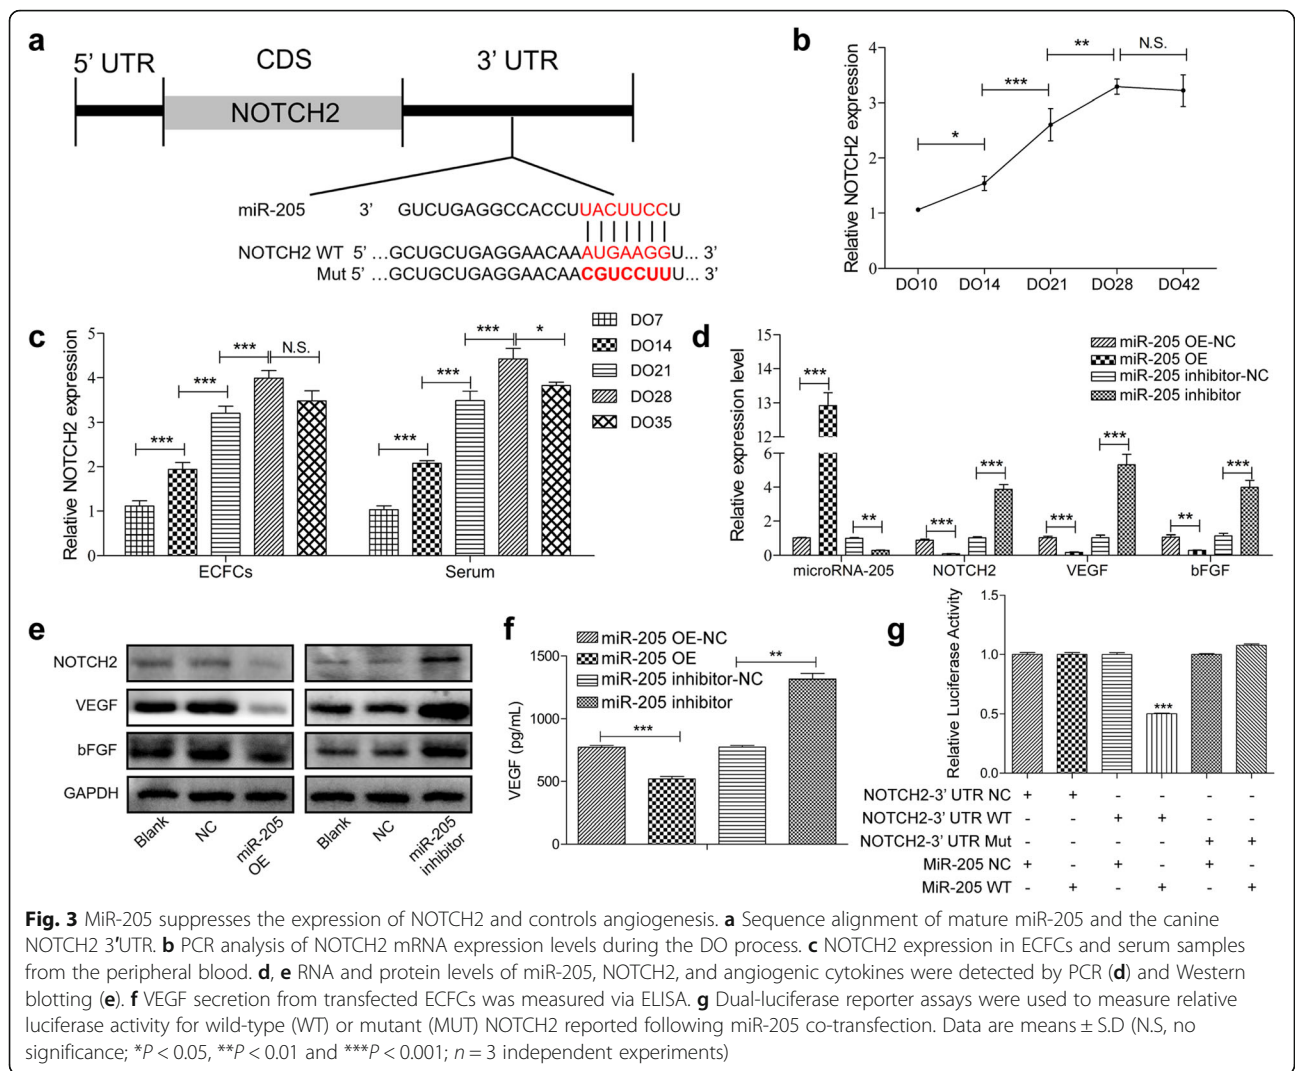 a
5' UTR
CDS
3' UTR
NOTCH2
miR-205 3' GUCUGAGGCCACCUUACUUCCU
NOTCH2 WT 5' ...GCUGCUGAGGAACAAAUGAAGGU... 3'
Mut 5' ...GCUGCUGAGGAACAACGUCCUUU... 3'
b
Relative NOTCH2 expression
4
3
2
1
0
* *** ** N.S.
DO10 DO14 DO21 DO28 DO42
c
Relative NOTCH2 expression
5
4
3
2
1
0
*** *** *** N.S.
*** *** *** *
ECFCs Serum
DO7
DO14
DO21
DO28
DO35
d
Relative expression level
15
14
13
12
6
4
2
0
miR-205 OE-NC
miR-205 OE
miR-205 inhibitor-NC
miR-205 inhibitor
*** ** *** *** *** *** ** ***
microRNA-205 NOTCH2 VEGF bFGF
e
NOTCH2
VEGF
bFGF
GAPDH
Blank NC miR-205 OE
Blank NC miR-205 inhibitor
f
VEGF (pg/mL)
1500
1000
500
0
miR-205 OE-NC
miR-205 OE
miR-205 inhibitor-NC
miR-205 inhibitor
*** **
g
Relative Luciferase Activity
1.5
1.0
0.5
0.0
***
NOTCH2-3' UTR NC + + - - - -
NOTCH2-3' UTR WT - - + + - -
NOTCH2-3' UTR Mut - - - - + +
MiR-205 NC + - + - + -
MiR-205 WT - + - + - +
Fig. 3 MiR-205 suppresses the expression of NOTCH2 and controls angiogenesis. a Sequence alignment of mature miR-205 and the canine
NOTCH2 3'UTR. b PCR analysis of NOTCH2 mRNA expression levels during the DO process. c NOTCH2 expression in ECFCs and serum samples
from the peripheral blood. d, e RNA and protein levels of miR-205, NOTCH2, and angiogenic cytokines were detected by PCR (d) and Western
blotting (e). f VEGF secretion from transfected ECFCs was measured via ELISA. g Dual-luciferase reporter assays were used to measure relative
luciferase activity for wild-type (WT) or mutant (MUT) NOTCH2 reported following miR-205 co-transfection. Data are means ± S.D (N.S, no
significance; *P < 0.05, **P < 0.01 and ***P < 0.001; n = 3 independent experiments)